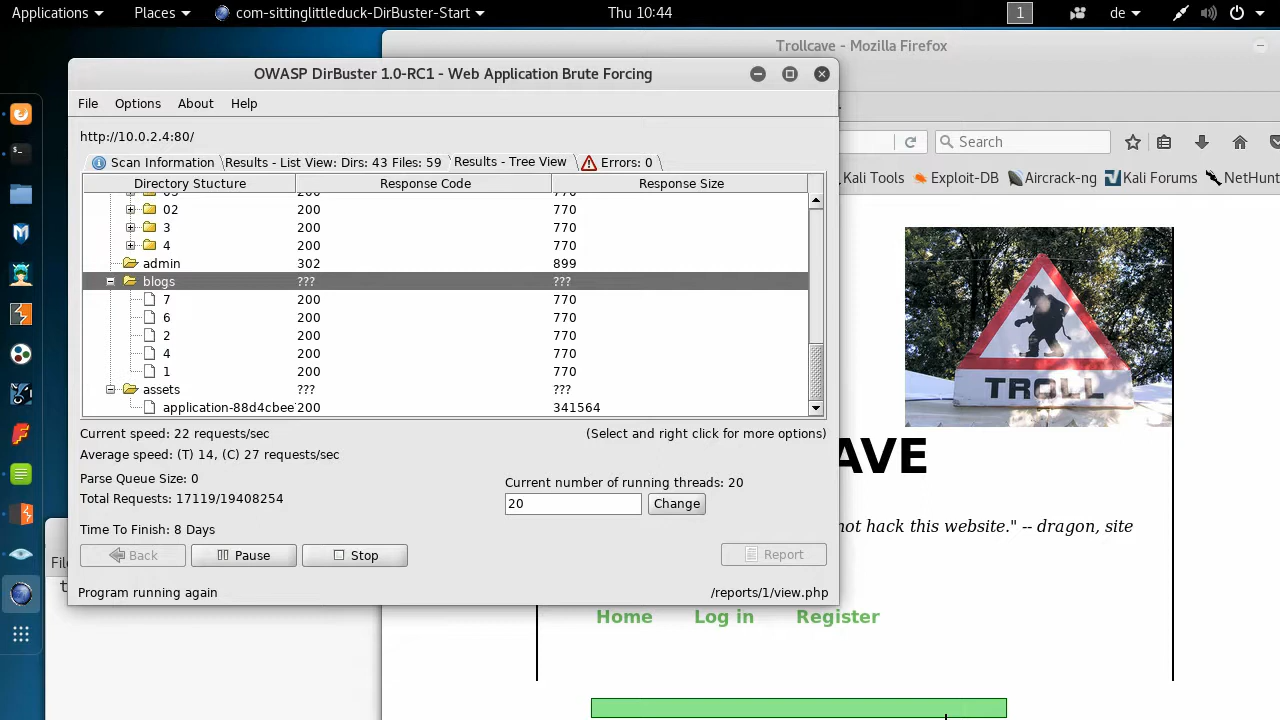 Applications Places com-sittinglittleduck-DirBuster-Start Thu 10:44 1 de
Trollcave - Mozilla Firefox
OWASP DirBuster 1.0-RC1 - Web Application Brute Forcing
File Options About Help
http://10.0.2.4:80/
Search
Scan Information Results - List View: Dirs: 43 Files: 59 Results - Tree View Errors: 0
Kali Tools Exploit-DB Aircrack-ng Kali Forums NetHunt
Directory Stucture Response Code Response Size
02 200 770
3 200 770
4 200 770
admin 302 899
blogs ??? ???
7 200 770
6 200 770
2 200 770
4 200 770
1 200 770
assets ??? ???
application-88d4cbee 200 341564
TROLL
Current speed: 22 requests/sec (Select and right click for more options)
Average speed: (T) 14, (C) 27 requests/sec
AVE
Parse Queue Size: 0
Current number of running threads: 20
Total Requests: 17119/19408254
20 Change
not hack this website." -- dragon, site
Time To Finish: 8 Days
Back Pause Stop Report
Program running again /reports/1/view.php
Home Log in Register